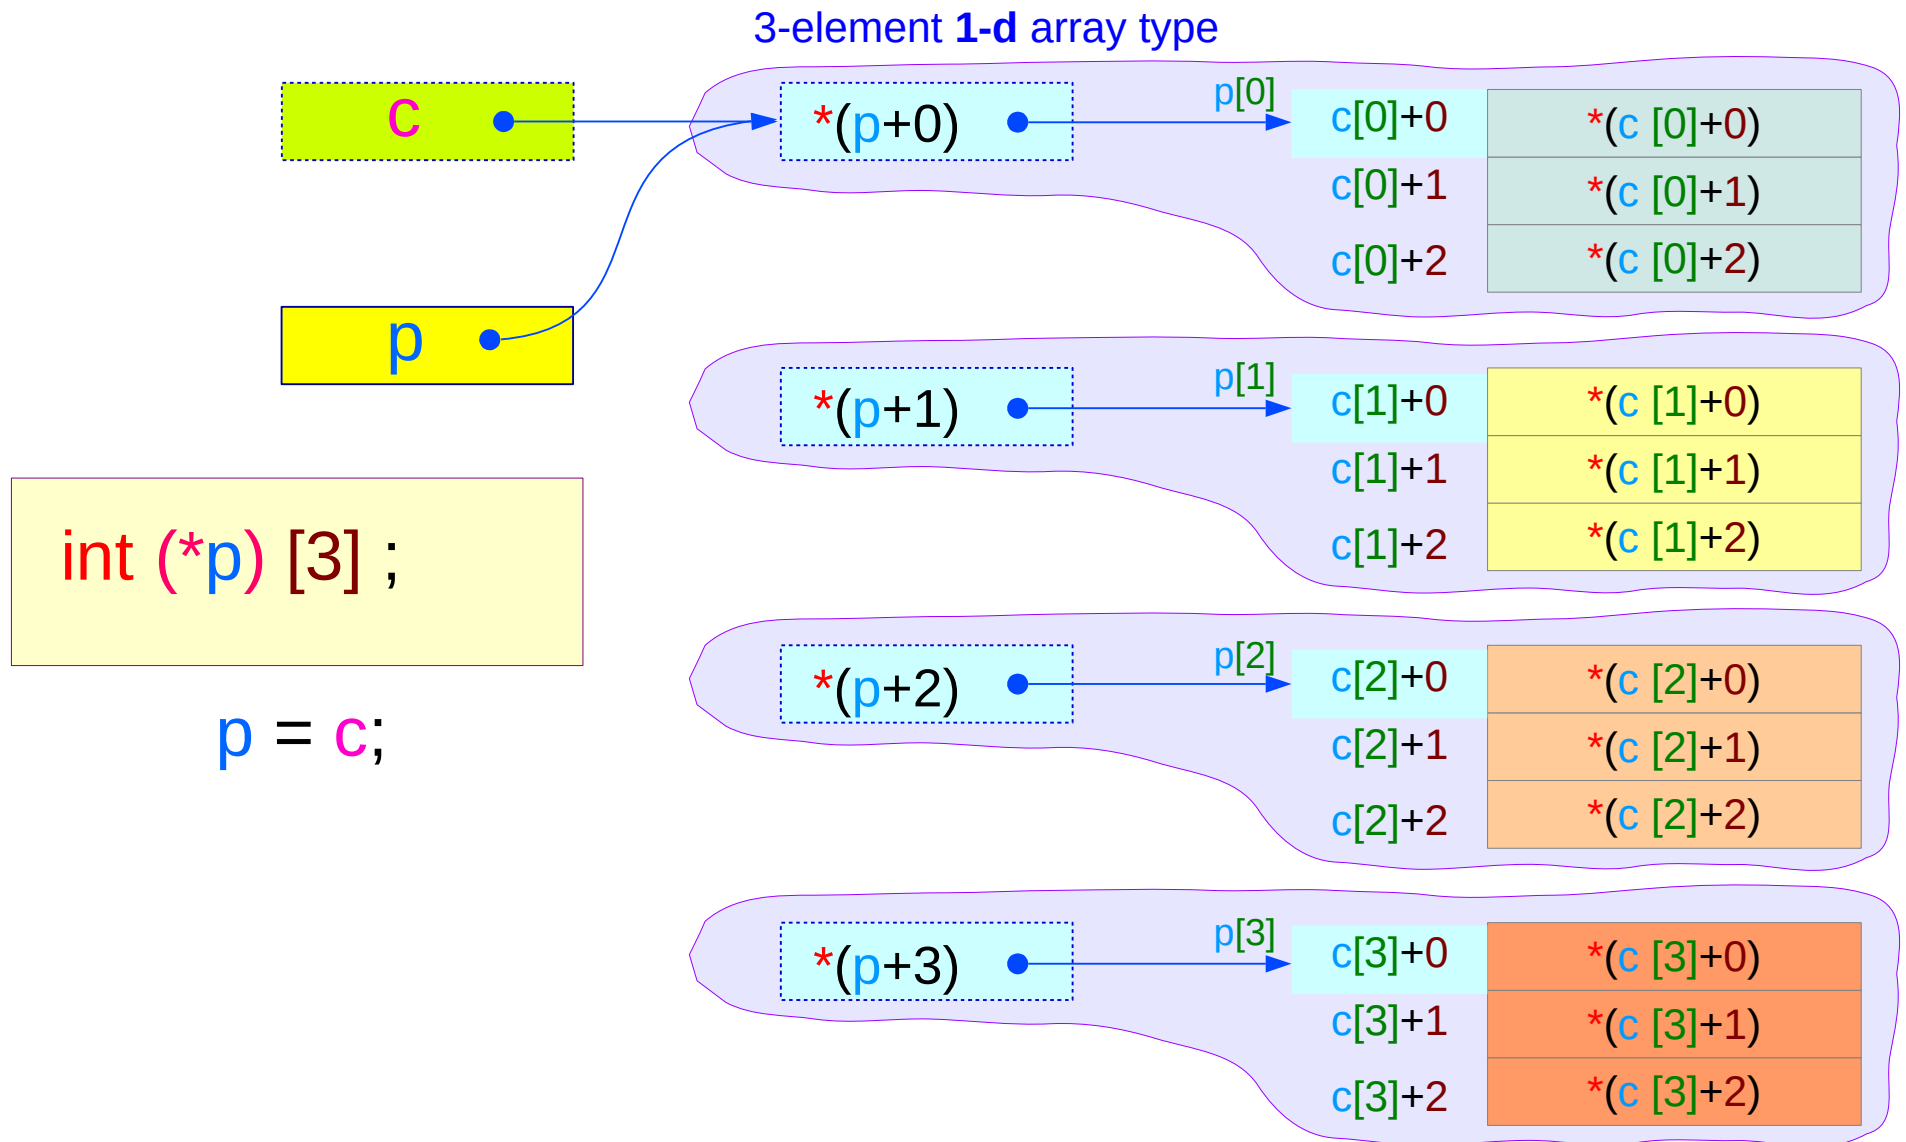 3-element 1-d array type
c
p
int (*p) [3] ;
p = c;
*(p+0)
p[0]
c[0]+0
*(c [0]+0)
c[0]+1
*(c [0]+1)
c[0]+2
*(c [0]+2)
*(p+1)
p[1]
c[1]+0
*(c [1]+0)
c[1]+1
*(c [1]+1)
c[1]+2
*(c [1]+2)
*(p+2)
p[2]
c[2]+0
*(c [2]+0)
c[2]+1
*(c [2]+1)
c[2]+2
*(c [2]+2)
*(p+3)
p[3]
c[3]+0
*(c [3]+0)
c[3]+1
*(c [3]+1)
c[3]+2
*(c [3]+2)